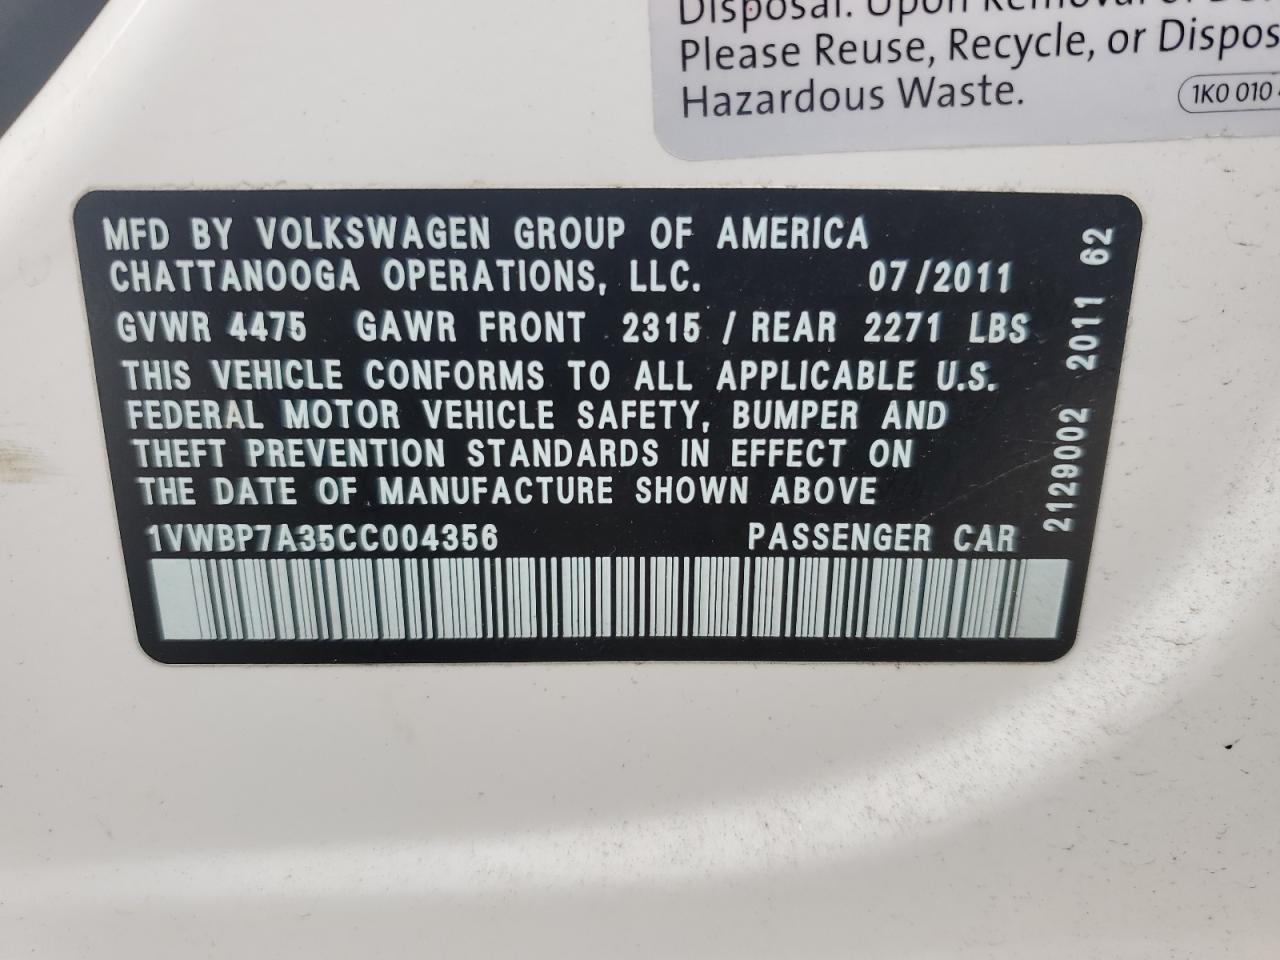 Disposal. Upon Removal
Please Reuse, Recycle, or
Hazardous Waste.
1K0 010
MFD BY VOLKSWAGEN GROUP OF AMERICA
CHATTANOOGA OPERATIONS, LLC. 07/2011
GVWR 4475 GAWR FRONT 2315 / REAR 2271 LBS
THIS VEHICLE CONFORMS TO ALL APPLICABLE U.S.
FEDERAL MOTOR VEHICLE SAFETY, BUMPER AND
THEFT PREVENTION STANDARDS IN EFFECT ON
THE DATE OF MANUFACTURE SHOWN ABOVE
1VWBP7A35CC004356 PASSENGER CAR
2129002 2011 62